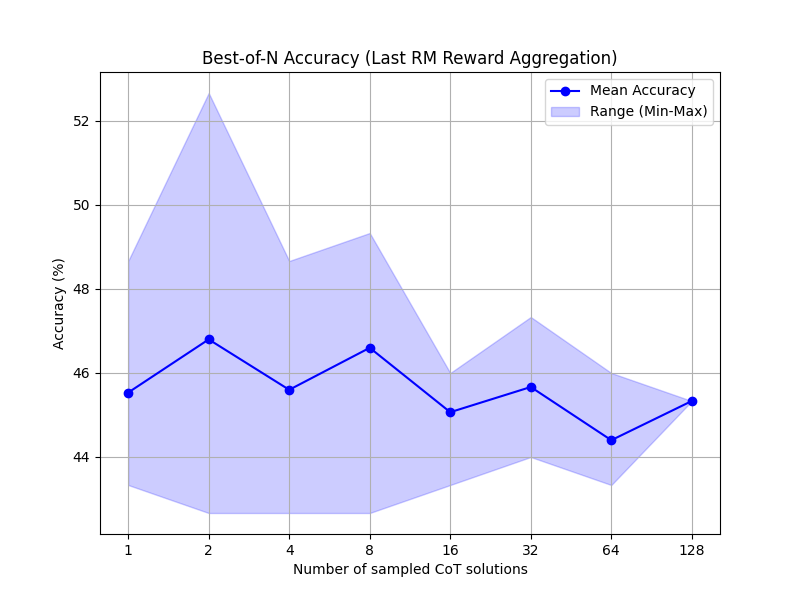 Best-of-N Accuracy (Last RM Reward Aggregation)
Mean Accuracy
Range (Min-Max)
Accuracy (%)
52
50
48
46
44
1 2 4 8 16 32 64 128
Number of sampled CoT solutions